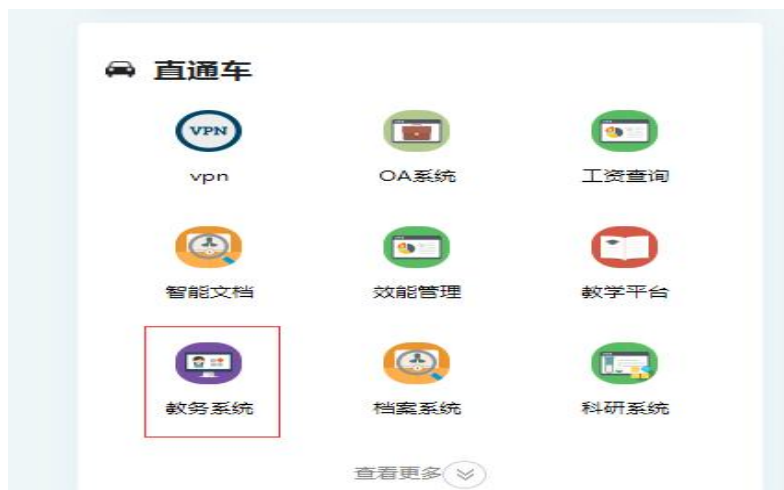 直通车
VPN
vpn OA系统 工资查询
智能文档 效能管理 教学平台
教务系统 档案系统 科研系统
查看更多